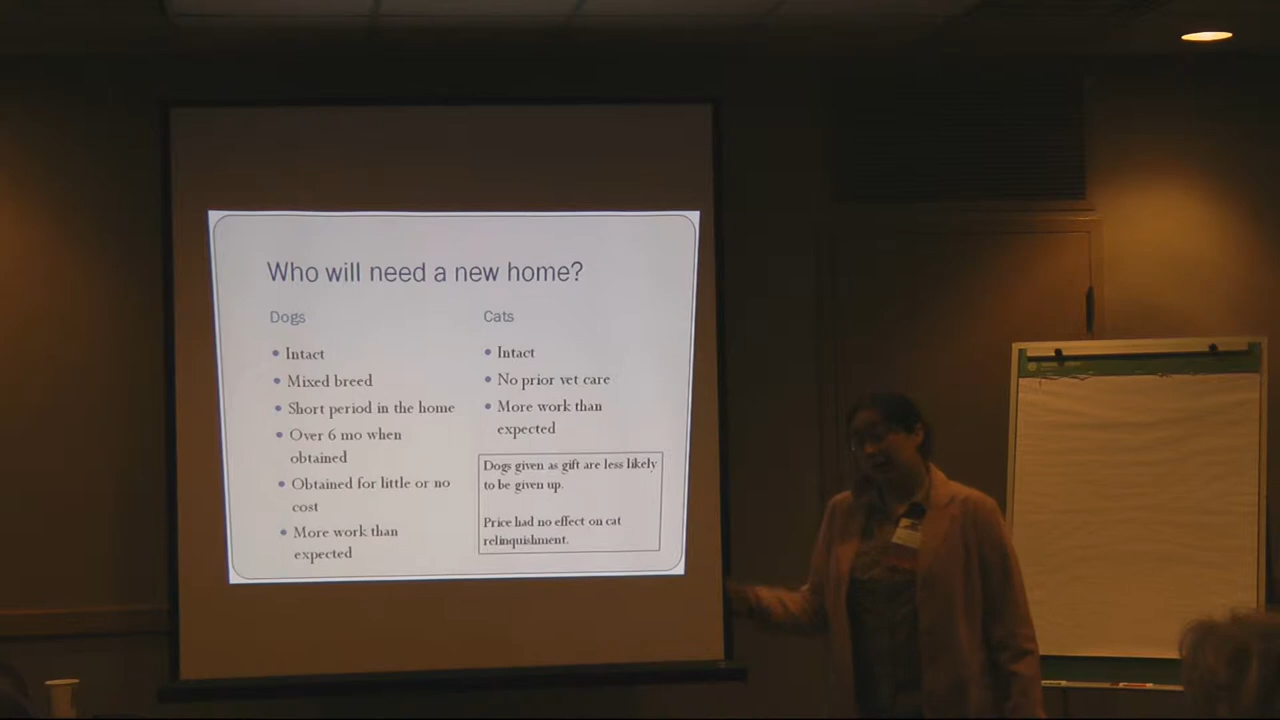 Who will need a new home?
Dogs
• Intact
• Mixed breed
• Short period in the home
• Over 6 mo when
obtained
• Obtained for little or no
cost
• More work than
expected
Cats
• Intact
• No prior vet care
• More work than
expected
Dogs given as gift are less likely
to be given up.
Price had no effect on cat
relinquishment.